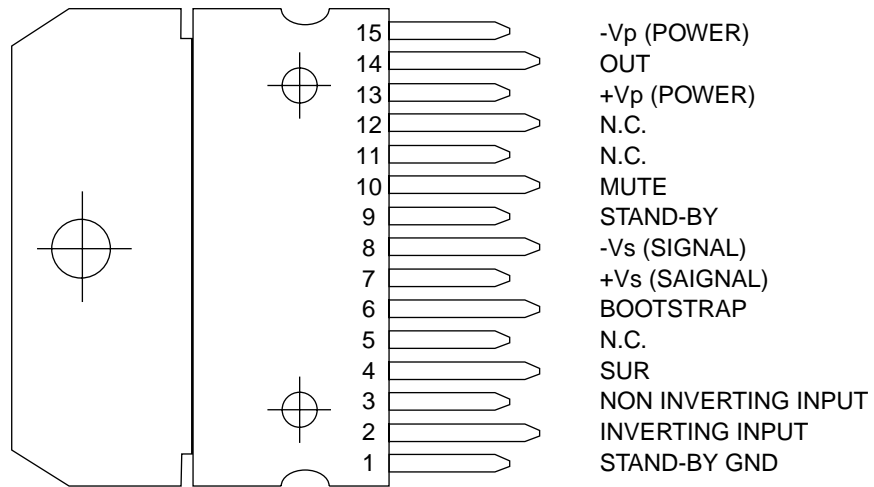 15 -Vp (POWER)
14 OUT
13 +Vp (POWER)
12 N.C.
11 N.C.
10 MUTE
9 STAND-BY
8 -Vs (SIGNAL)
7 +Vs (SAIGNAL)
6 BOOTSTRAP
5 N.C.
4 SUR
3 NON INVERTING INPUT
2 INVERTING INPUT
1 STAND-BY GND